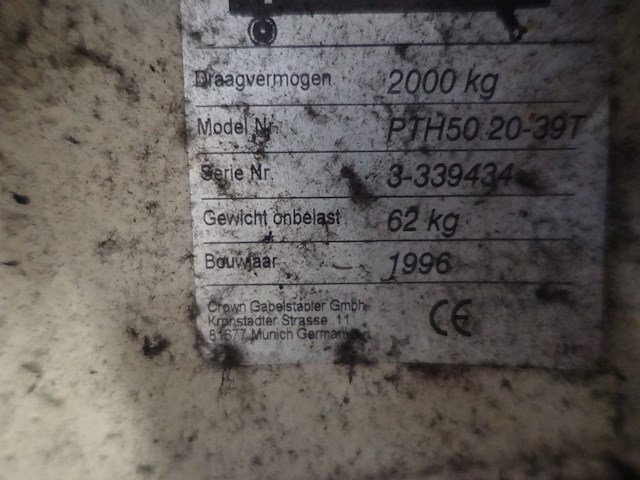 Draagvermogen 2000 kg
Model Nr. PTH50 20-39T
Serie Nr. 3-339434
Gewicht onbelast 62 kg
Bouwjaar 1996
Crown Gabelstapler Gmbh
Kronstadter Strasse 11
81677 Munich Germany
CE